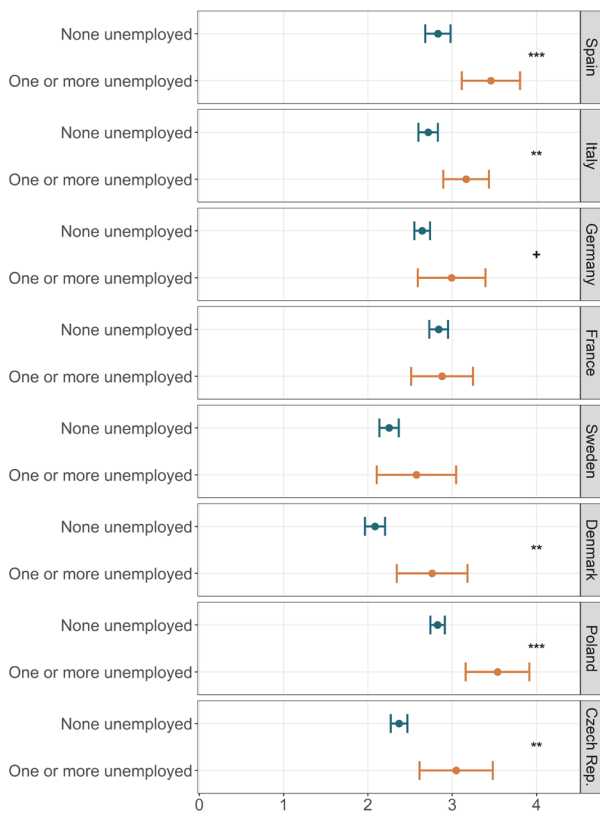 None unemployed
***
One or more unemployed
Spain
None unemployed
**
One or more unemployed
Italy
None unemployed
+
One or more unemployed
Germany
None unemployed
One or more unemployed
France
None unemployed
One or more unemployed
Sweden
None unemployed
**
One or more unemployed
Denmark
None unemployed
***
One or more unemployed
Poland
None unemployed
**
One or more unemployed
Czech Rep.
0 1 2 3 4